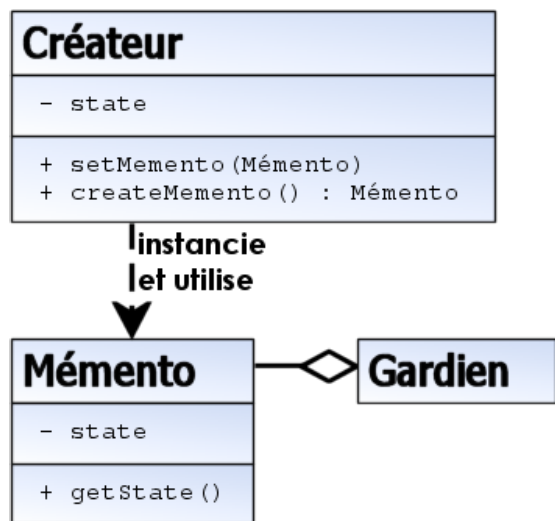 Créateur
- state
+ setMemento(Mémento)
+ createMemento() : Mémento
instancie
et utilise
Mémento
Gardien
- state
+ getState()